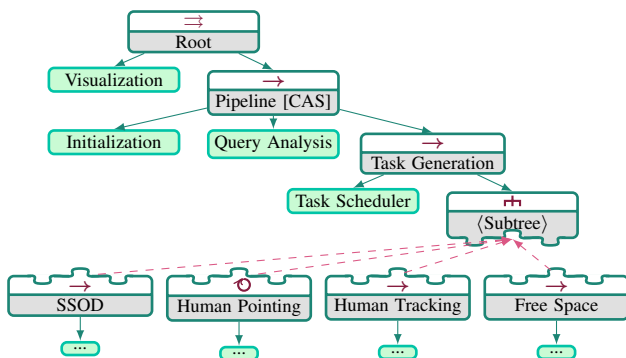 ⇉
Root
Visualization
→
Pipeline [CAS]
Initialization
Query Analysis
→
Task Generation
Task Scheduler
⟨Subtree⟩
→
SSOD
Human Pointing
→
Human Tracking
→
Free Space
...
...
...
...